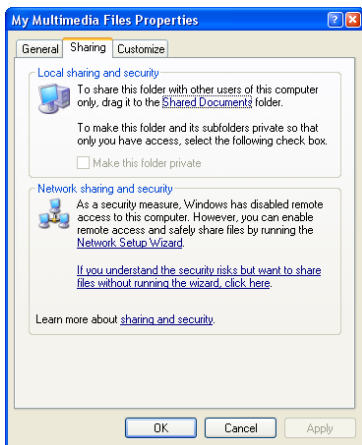 My Multimedia Files Properties
General Sharing Customize
Local sharing and security
To share this folder with other users of this computer
only, drag it to the Shared Documents folder.
To make this folder and its subfolders private so that
only you have access, select the following check box.
Make this folder private
Network sharing and security
As a security measure, Windows has disabled remote
access to this computer. However, you can enable
remote access and safely share files by running the
Network Setup Wizard.
If you understand the security risks but want to share
files without running the wizard, click here.
Learn more about sharing and security.
OK Cancel Apply